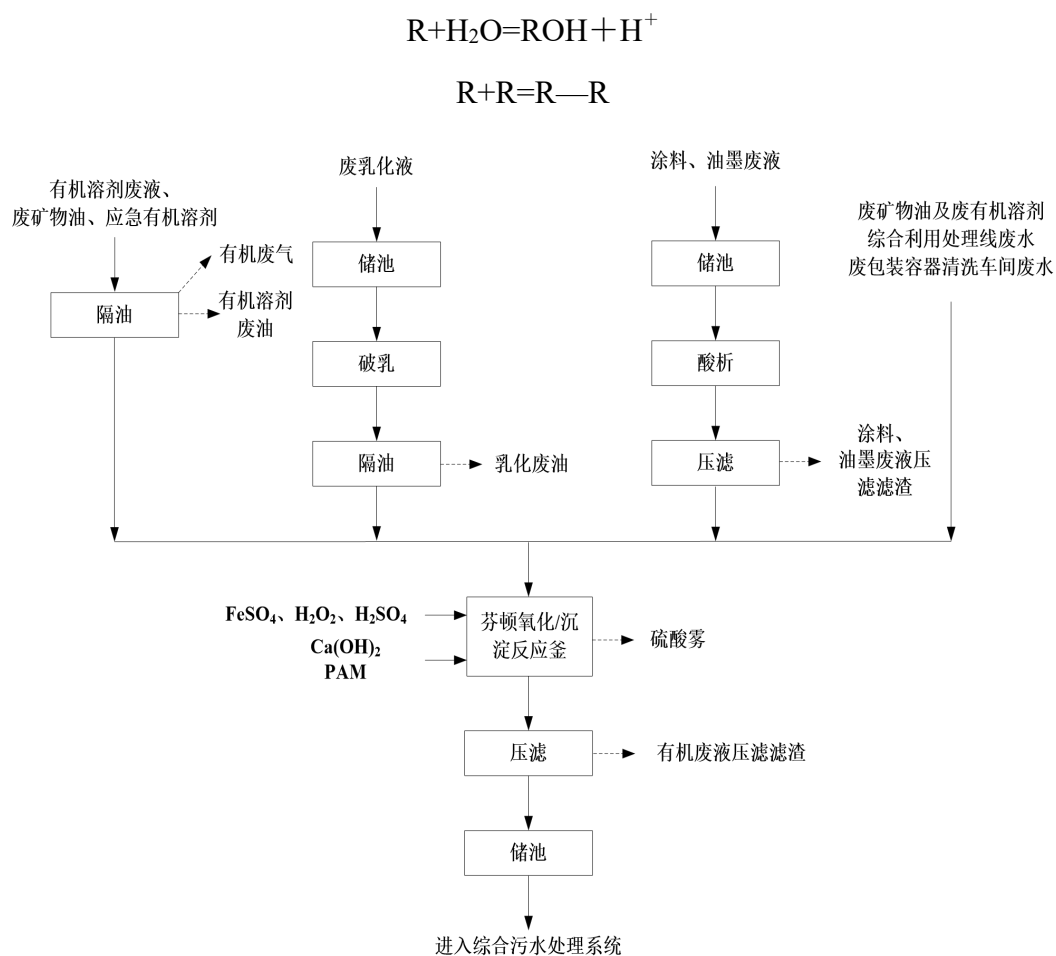 R+H₂O=ROH＋H⁺
R+R=R—R
有机溶剂废液、
废矿物油、应急有机溶剂
有机废气
有机溶剂
废油
隔油
废乳化液
储池
破乳
隔油
乳化废油
涂料、油墨废液
储池
酸析
压滤
涂料、
油墨废液压
滤滤渣
废矿物油及废有机溶剂
综合利用处理线废水
废包装容器清洗车间废水
FeSO₄、H₂O₂、H₂SO₄
Ca(OH)₂
PAM
芬顿氧化/沉
淀反应釜
硫酸雾
压滤
有机废液压滤滤渣
储池
进入综合污水处理系统